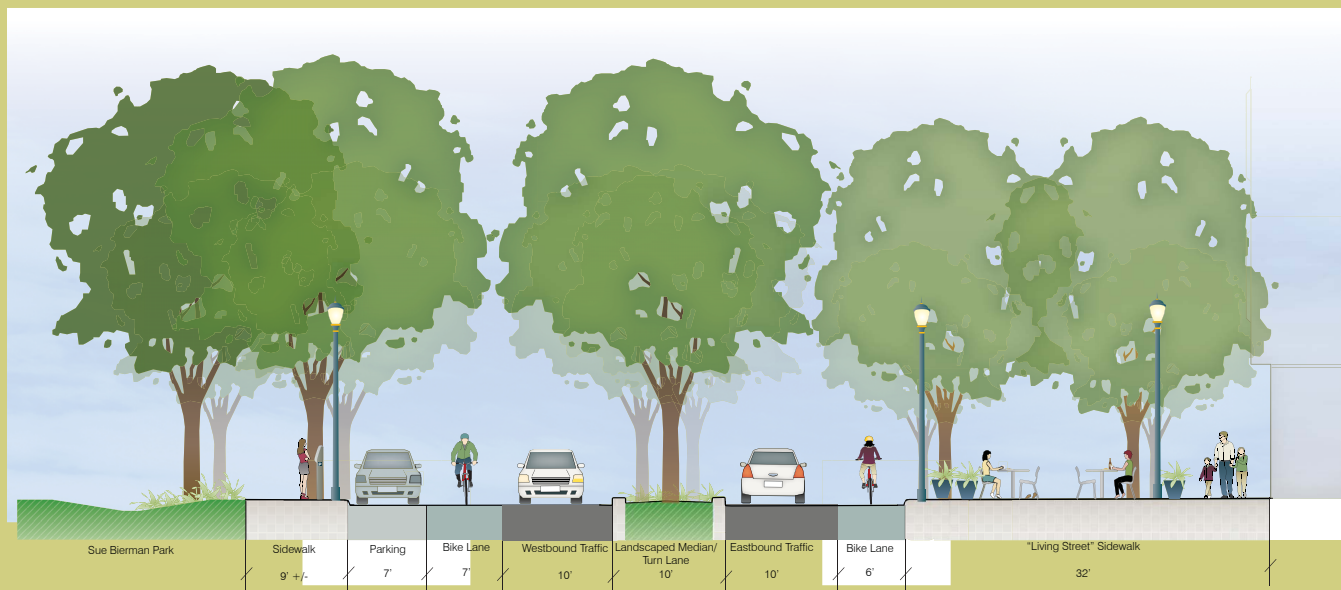 Sue Bierman Park
Sidewalk
9' +/-
Parking
7'
Bike Lane
7'
Westbound Traffic
10'
Landscaped Median/
Turn Lane
10'
Eastbound Traffic
10'
Bike Lane
6'
"Living Street" Sidewalk
32'